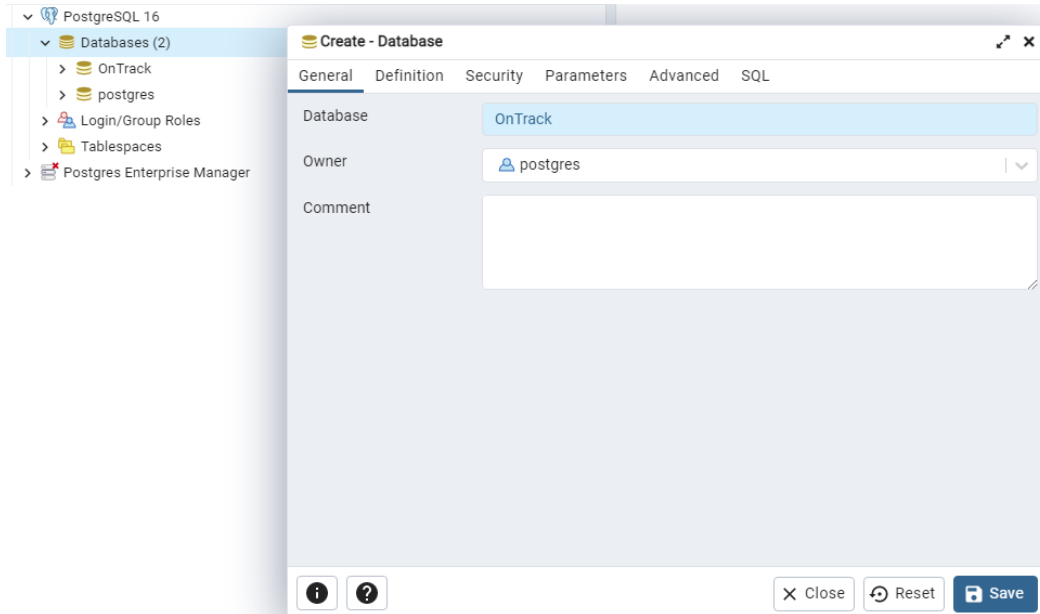 PostgreSQL 16
Databases (2)
OnTrack
postgres
Login/Group Roles
Tablespaces
Postgres Enterprise Manager
Create - Database
General Definition Security Parameters Advanced SQL
Database OnTrack
Owner postgres
Comment
Close Reset Save